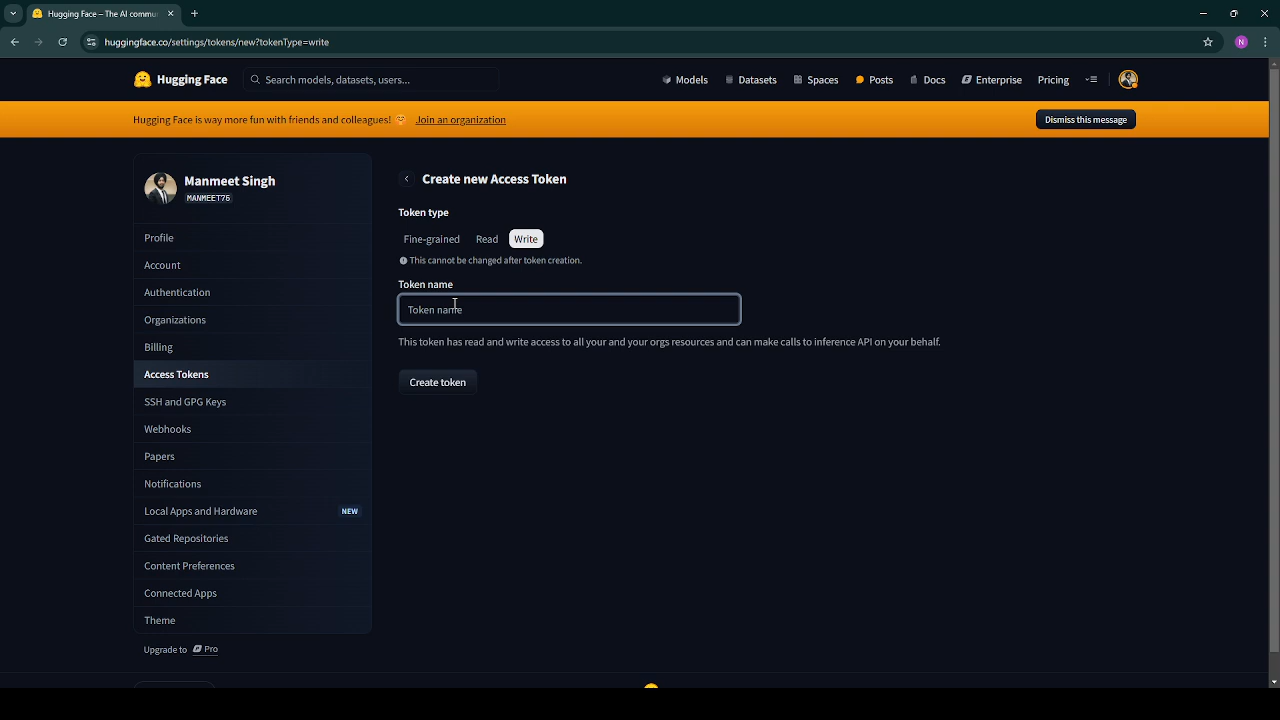 Hugging Face – The AI commu
huggingface.co/settings/tokens/new?tokenType=write
N
Hugging Face
Search models, datasets, users...
Models
Datasets
Spaces
Posts
Docs
Enterprise
Pricing
Hugging Face is way more fun with friends and colleagues! 🤗 Join an organization
Dismiss this message
Manmeet Singh
MANMEET75
Profile
Account
Authentication
Organizations
Billing
Access Tokens
SSH and GPG Keys
Webhooks
Papers
Notifications
Local Apps and Hardware NEW
Gated Repositories
Content Preferences
Connected Apps
Theme
Upgrade to Pro
Create new Access Token
Token type
Fine-grained Read Write
This cannot be changed after token creation.
Token name
Token name
This token has read and write access to all your and your orgs resources and can make calls to inference API on your behalf.
Create token